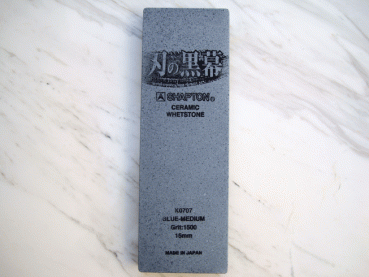 刃の黒幕
SHAPTON®
CERAMIC
WHETSTONE
K0707
BLUE-MEDIUM
Grit:1500
15mm
MADE IN JAPAN